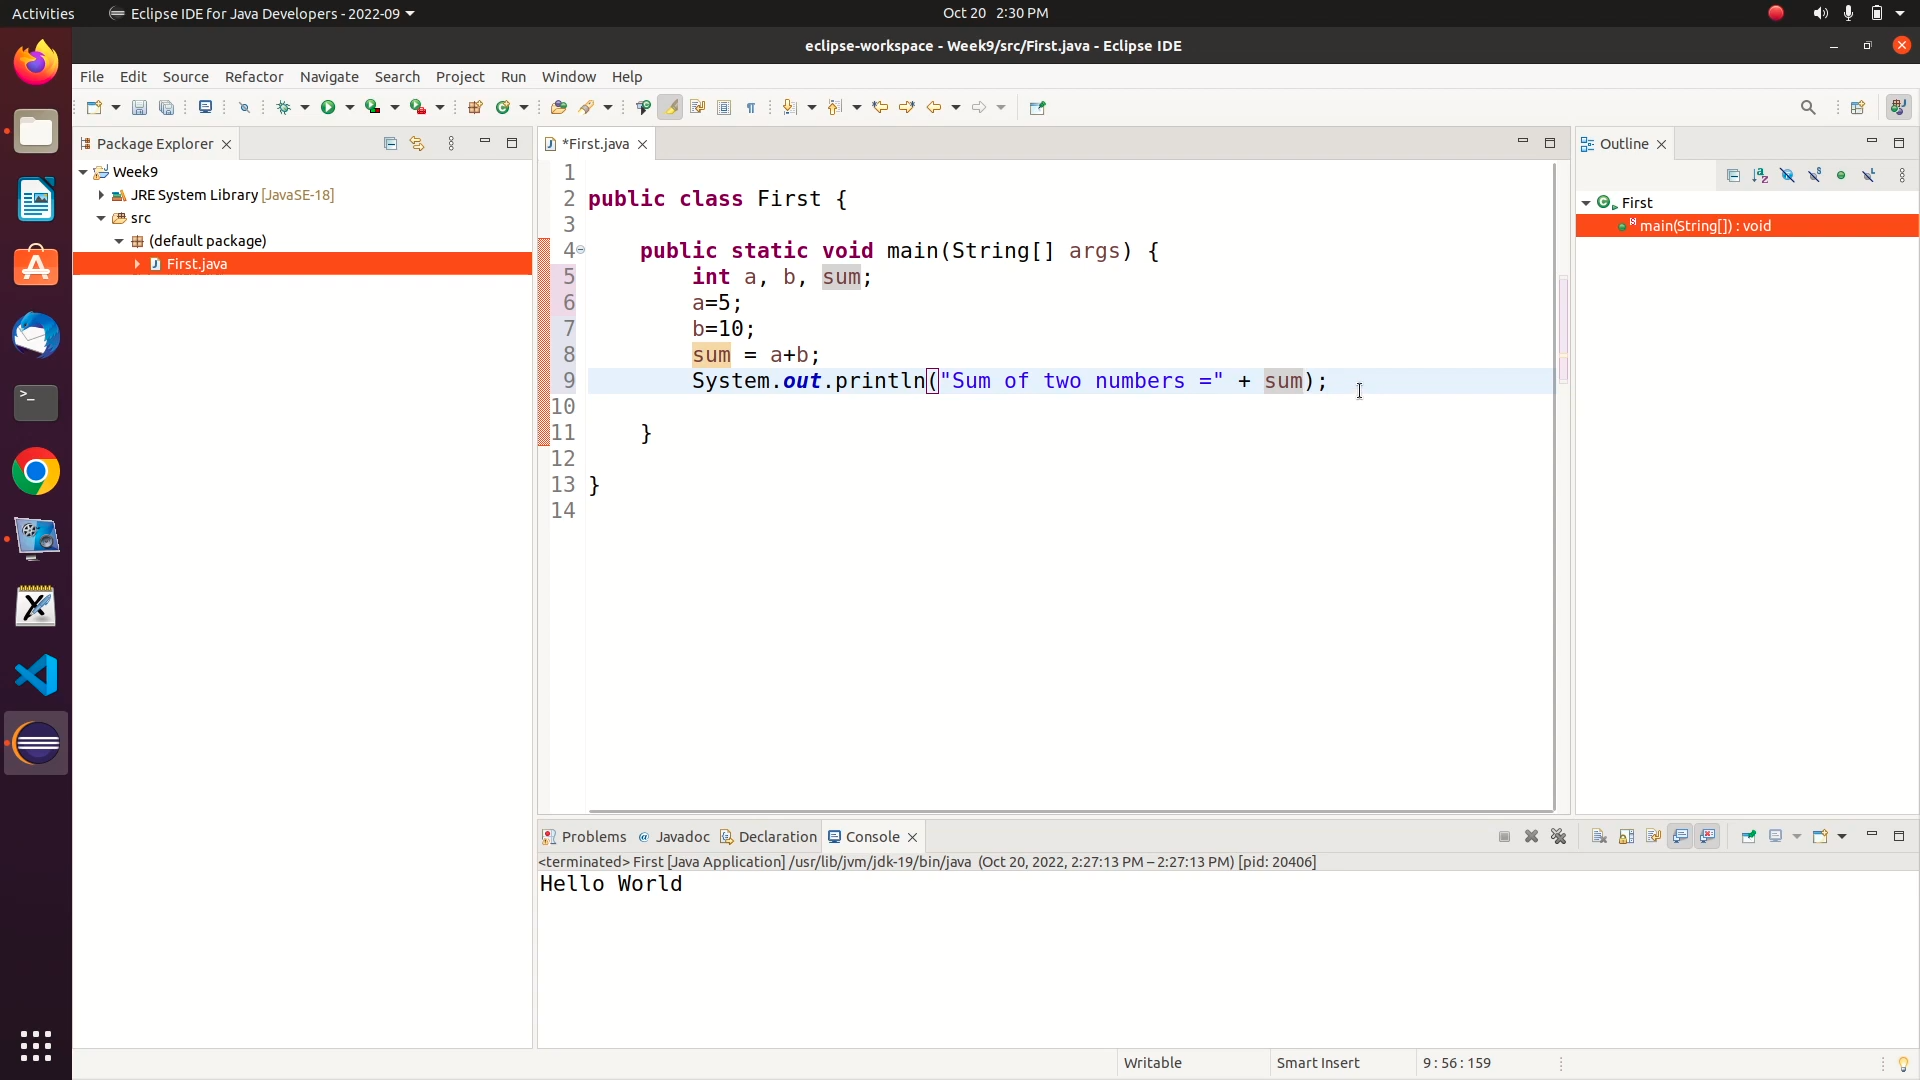 Activities
Eclipse IDE for Java Developers - 2022-09
Oct 20 2:30 PM
eclipse-workspace - Week9/src/First.java - Eclipse IDE
File Edit Source Refactor Navigate Search Project Run Window Help
Package Explorer
*First.java
Outline
Week9
JRE System Library [JavaSE-18]
src
(default package)
First.java
1
2 public class First {
3
4 public static void main(String[] args) {
5 int a, b, sum;
6 a=5;
7 b=10;
8 sum = a+b;
9 System.out.println("Sum of two numbers =" + sum);
10
11 }
12
13 }
14
First
main(String[]) : void
Problems @ Javadoc Declaration Console
<terminated> First [Java Application] /usr/lib/jvm/jdk-19/bin/java (Oct 20, 2022, 2:27:13 PM – 2:27:13 PM) [pid: 20406]
Hello World
Writable
Smart Insert
9 : 56 : 159